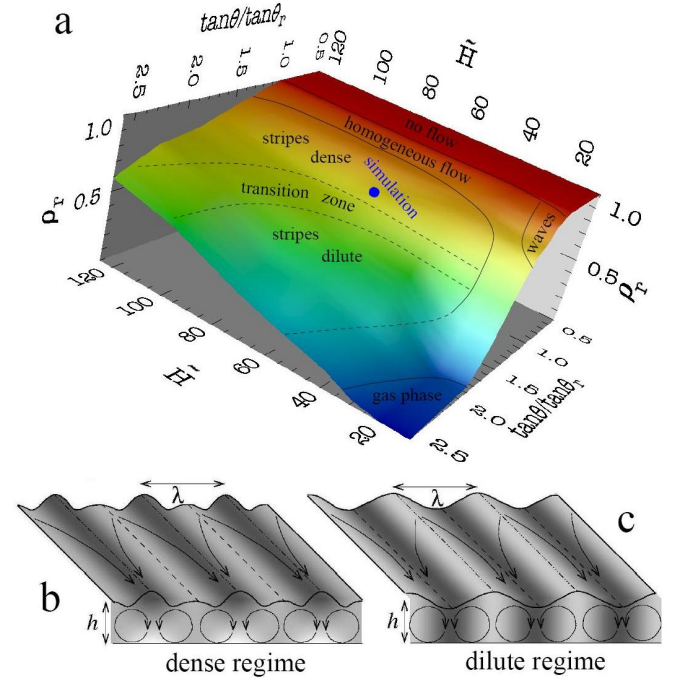 a
tanθ/tanθr
2.5
2.0
1.5
1.0
0.5
120
100
80
60
40
20
H̃
no flow
homogeneous flow
stripes
dense
simulation
transition zone
stripes
dilute
waves
gas phase
1.0
0.5
ρr
1.0
0.5
ρr
120
100
80
60
40
20
H̃
0.5
1.0
1.5
2.0
2.5
tanθ/tanθr
λ
b
h
dense regime
λ
c
h
dilute regime